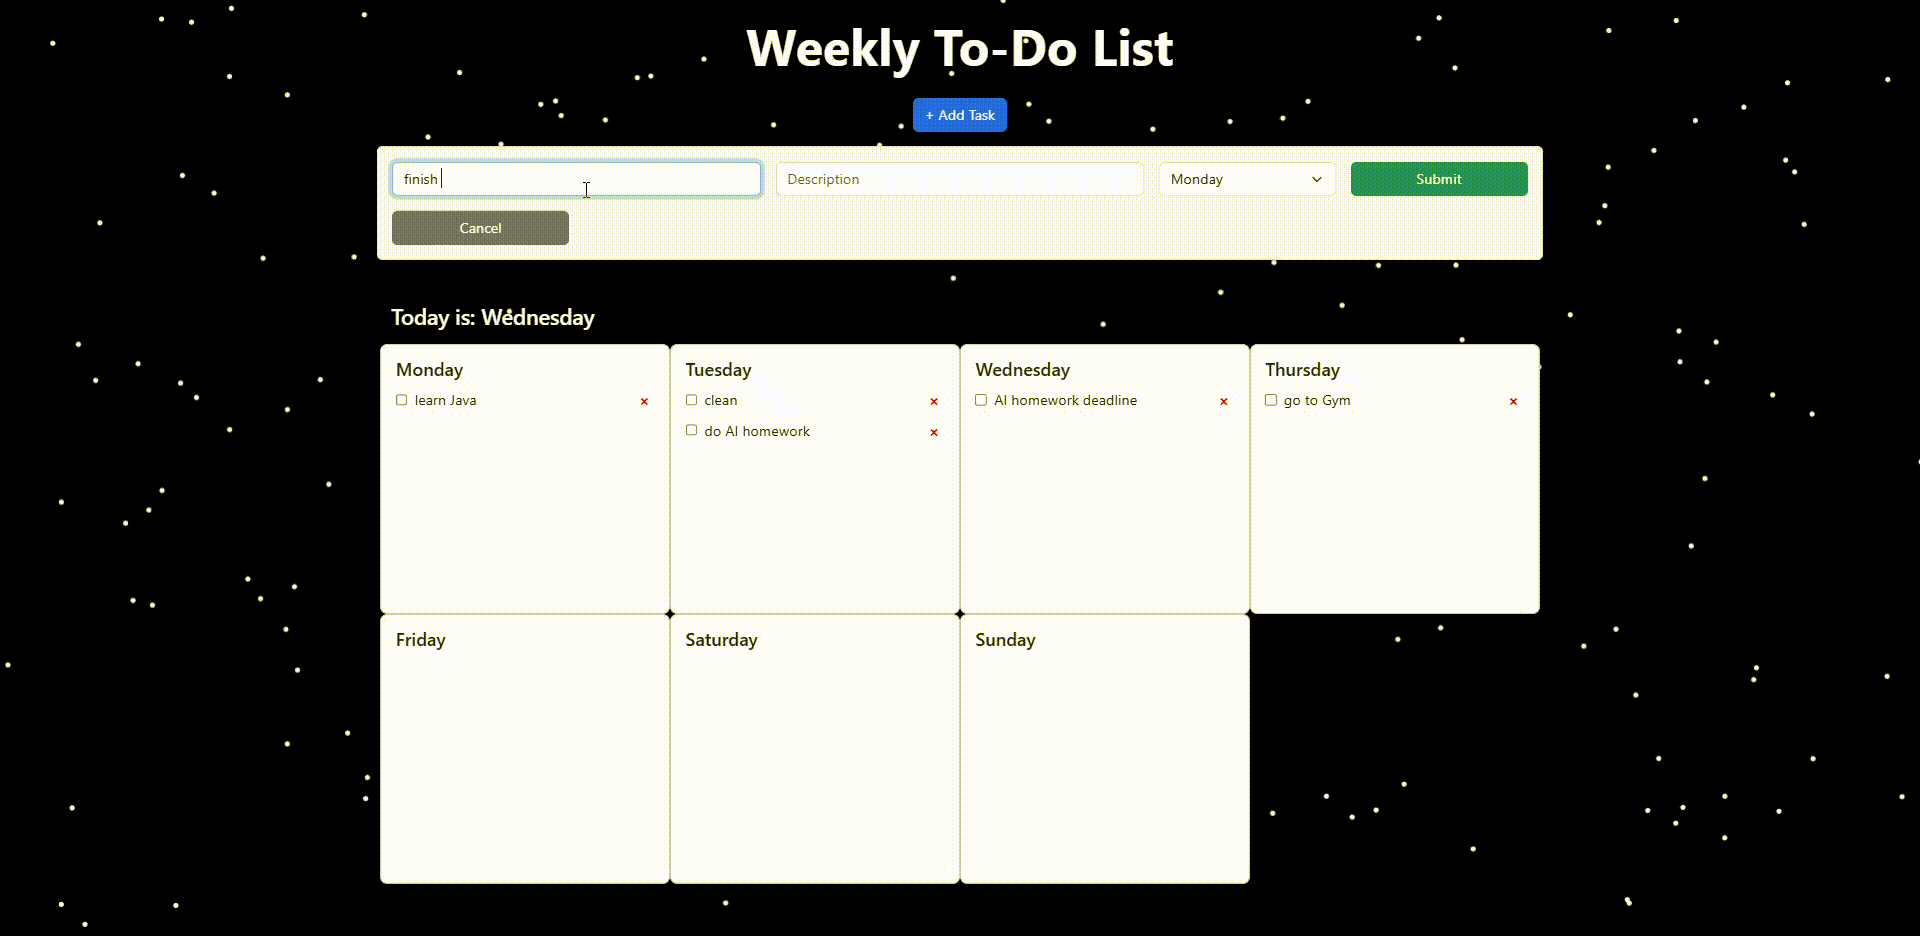 Weekly To-Do List
+ Add Task
finish
Description
Monday
Submit
Cancel
Today is: Wednesday
Monday
learn Java
×
Tuesday
clean
×
do AI homework
×
Wednesday
AI homework deadline
×
Thursday
go to Gym
×
Friday
Saturday
Sunday